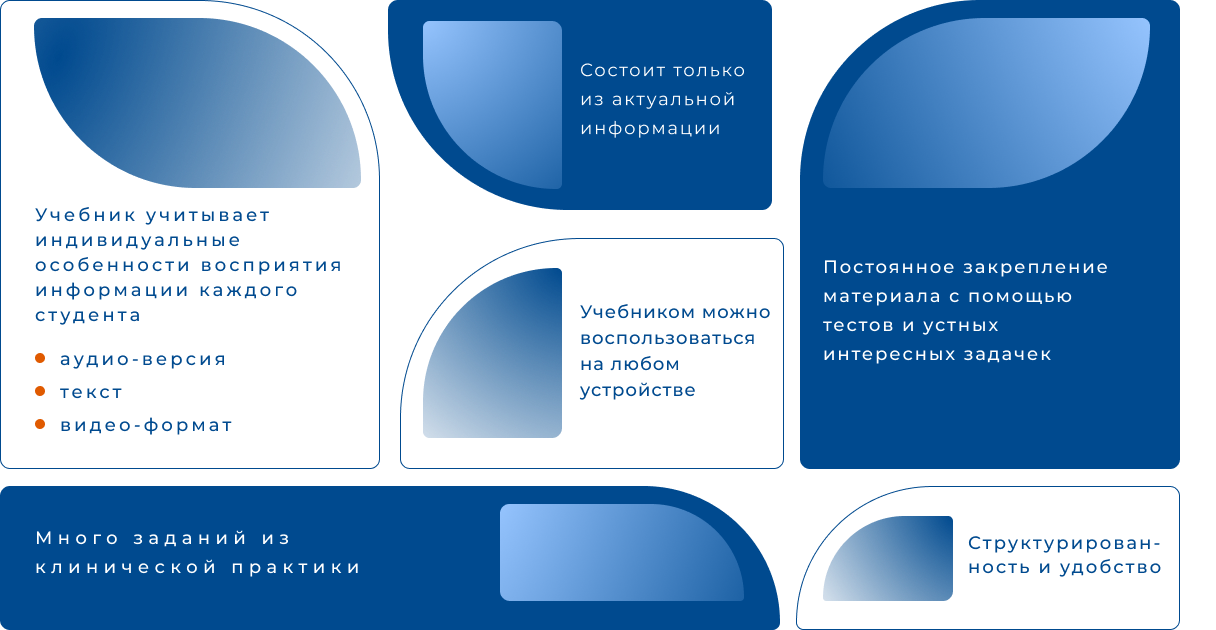 Учебник учитывает
индивидуальные
особенности восприятия
информации каждого
студента
аудио-версия
текст
видео-формат
Состоит только
из актуальной
информации
Учебником можно
воспользоваться
на любом
устройстве
Постоянное закрепление
материала с помощью
тестов и устных
интересных задачек
Много заданий из
клинической практики
Структурирован-
ность и удобство